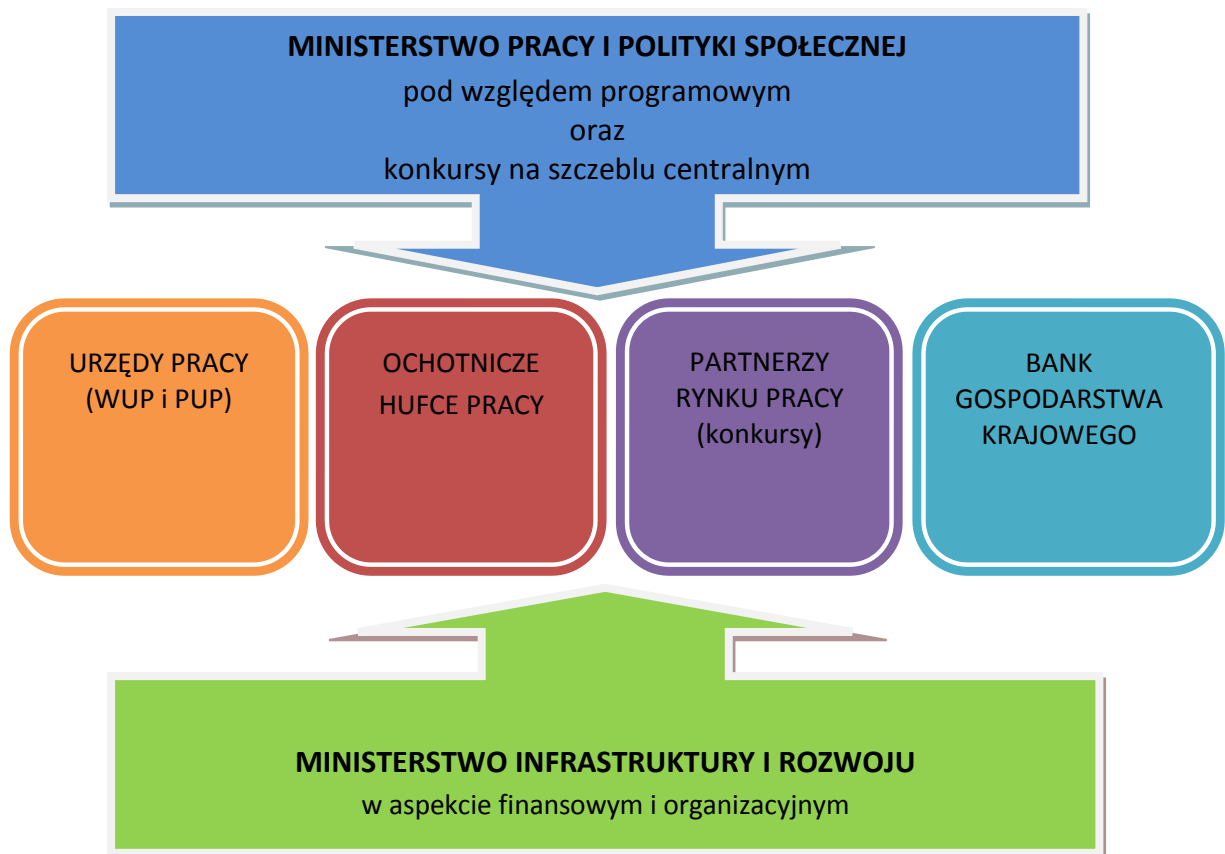 MINISTERSTWO PRACY I POLITYKI SPOŁECZNEJ
pod względem programowym
oraz
konkursy na szczeblu centralnym
URZĘDY PRACY
(WUP i PUP)
OCHOTNICZE
HUFCE PRACY
PARTNERZY
RYNKU PRACY
(konkursy)
BANK
GOSPODARSTWA
KRAJOWEGO
MINISTERSTWO INFRASTRUKTURY I ROZWOJU
w aspekcie finansowym i organizacyjnym